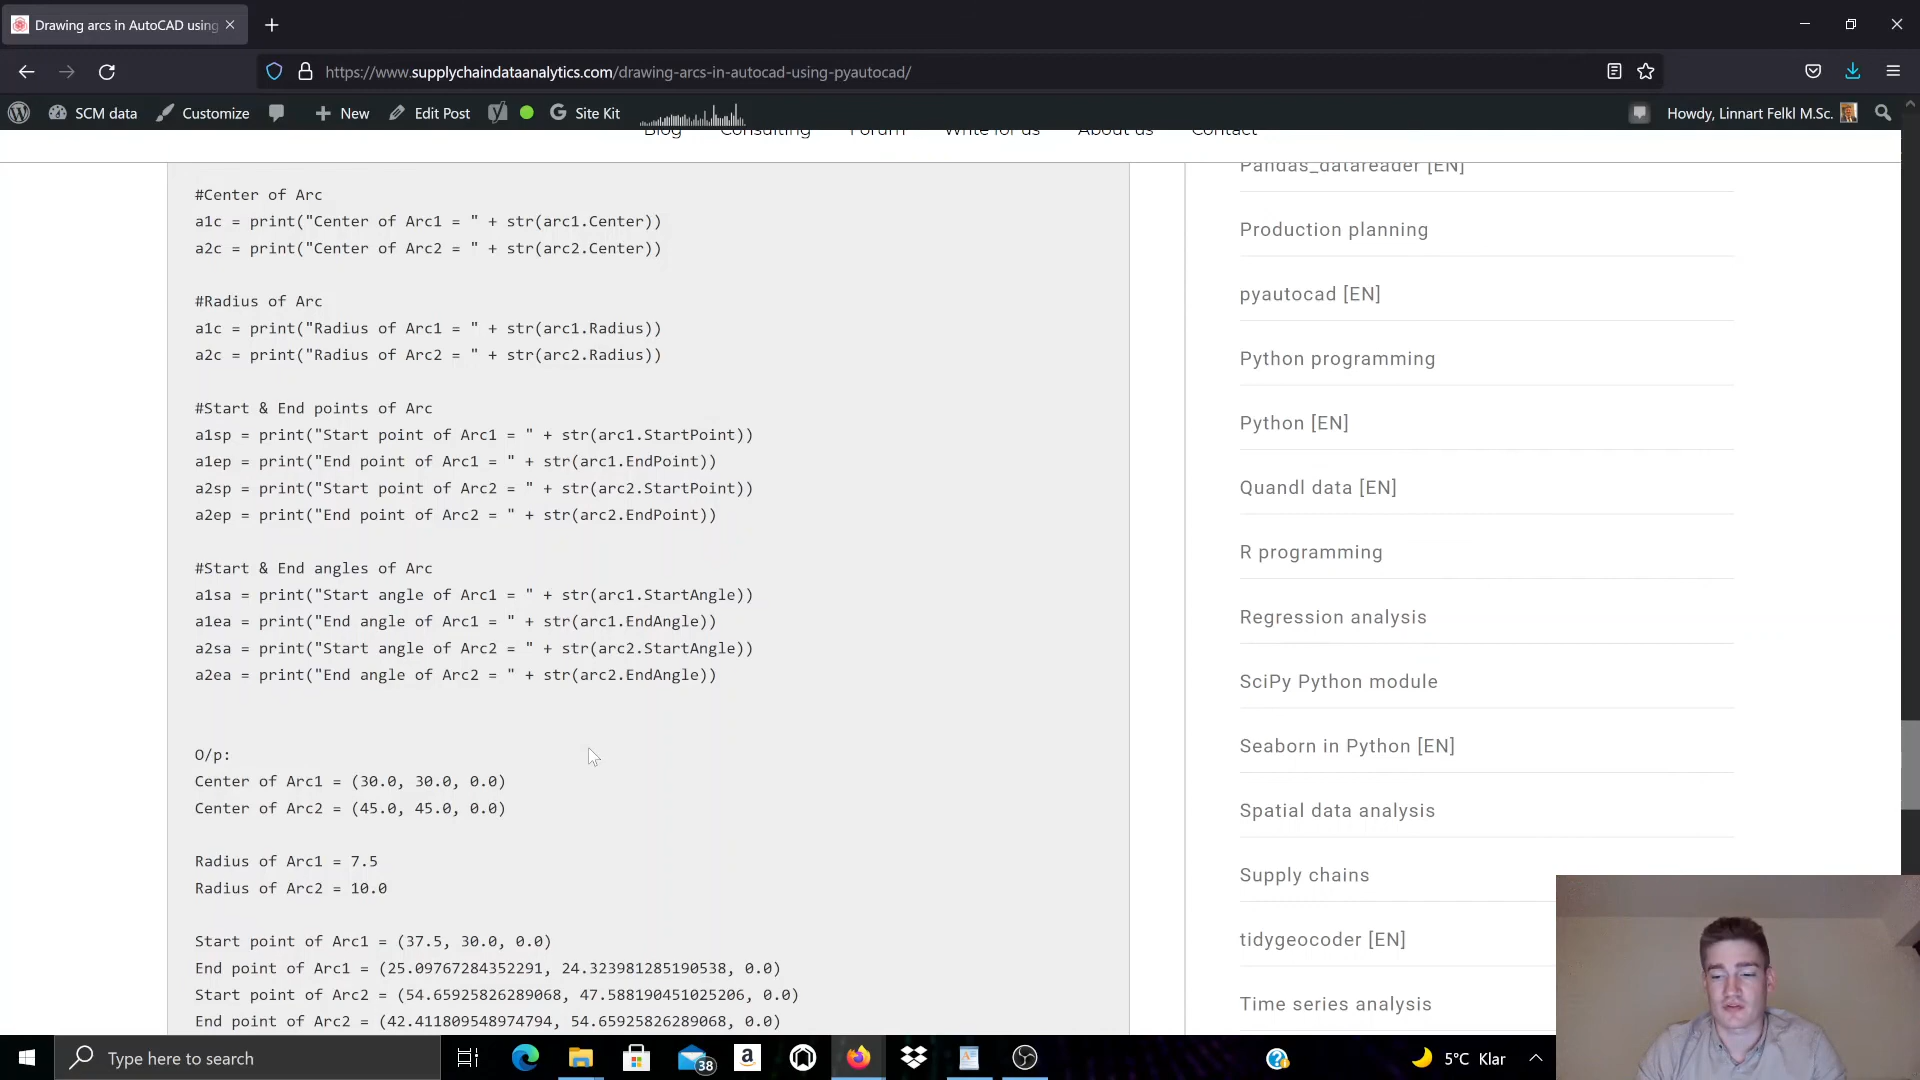 Drawing arcs in AutoCAD using
https://www.supplychaindataanalytics.com/drawing-arcs-in-autocad-using-pyautocad/
SCM data
Customize
New
Edit Post
Site Kit
Howdy, Linnart Felkl M.Sc.
Blog
Consulting
Forum
Write for us
About us
Contact
#Center of Arc
a1c = print("Center of Arc1 = " + str(arc1.Center))
a2c = print("Center of Arc2 = " + str(arc2.Center))
#Radius of Arc
a1c = print("Radius of Arc1 = " + str(arc1.Radius))
a2c = print("Radius of Arc2 = " + str(arc2.Radius))
#Start & End points of Arc
a1sp = print("Start point of Arc1 = " + str(arc1.StartPoint))
a1ep = print("End point of Arc1 = " + str(arc1.EndPoint))
a2sp = print("Start point of Arc2 = " + str(arc2.StartPoint))
a2ep = print("End point of Arc2 = " + str(arc2.EndPoint))
#Start & End angles of Arc
a1sa = print("Start angle of Arc1 = " + str(arc1.StartAngle))
a1ea = print("End angle of Arc1 = " + str(arc1.EndAngle))
a2sa = print("Start angle of Arc2 = " + str(arc2.StartAngle))
a2ea = print("End angle of Arc2 = " + str(arc2.EndAngle))
O/p:
Center of Arc1 = (30.0, 30.0, 0.0)
Center of Arc2 = (45.0, 45.0, 0.0)
Radius of Arc1 = 7.5
Radius of Arc2 = 10.0
Start point of Arc1 = (37.5, 30.0, 0.0)
End point of Arc1 = (25.09767284352291, 24.323981285190538, 0.0)
Start point of Arc2 = (54.65925826289068, 47.588190451025206, 0.0)
End point of Arc2 = (42.411809548974794, 54.65925826289068, 0.0)
Pandas_datareader [EN]
Production planning
pyautocad [EN]
Python programming
Python [EN]
Quandl data [EN]
R programming
Regression analysis
SciPy Python module
Seaborn in Python [EN]
Spatial data analysis
Supply chains
tidygeocoder [EN]
Time series analysis
Type here to search
38
5°C Klar